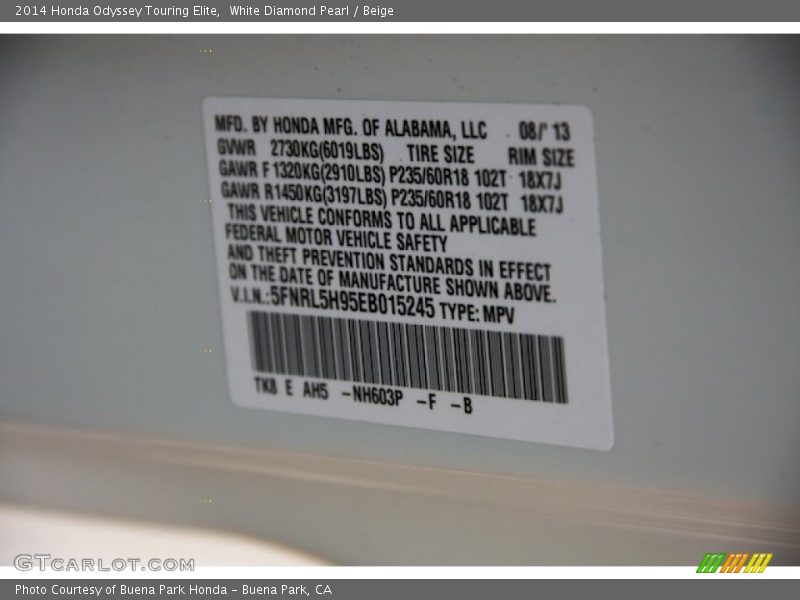 2014 Honda Odyssey Touring Elite,  White Diamond Pearl / Beige
MFD. BY HONDA MFG. OF ALABAMA, LLC 08/' 13
GVWR 2730KG(6019LBS) TIRE SIZE RIM SIZE
GAWR F 1320KG(2910LBS) P235/60R18 102T 18X7J
GAWR R1450KG(3197LBS) P235/60R18 102T 18X7J
THIS VEHICLE CONFORMS TO ALL APPLICABLE
FEDERAL MOTOR VEHICLE SAFETY
AND THEFT PREVENTION STANDARDS IN EFFECT
ON THE DATE OF MANUFACTURE SHOWN ABOVE.
V.I.N.:5FNRL5H95EB015245 TYPE: MPV
TK8 E AH5 -NH603P -F -B
GTCARLOT.COM
Photo Courtesy of Buena Park Honda - Buena Park, CA